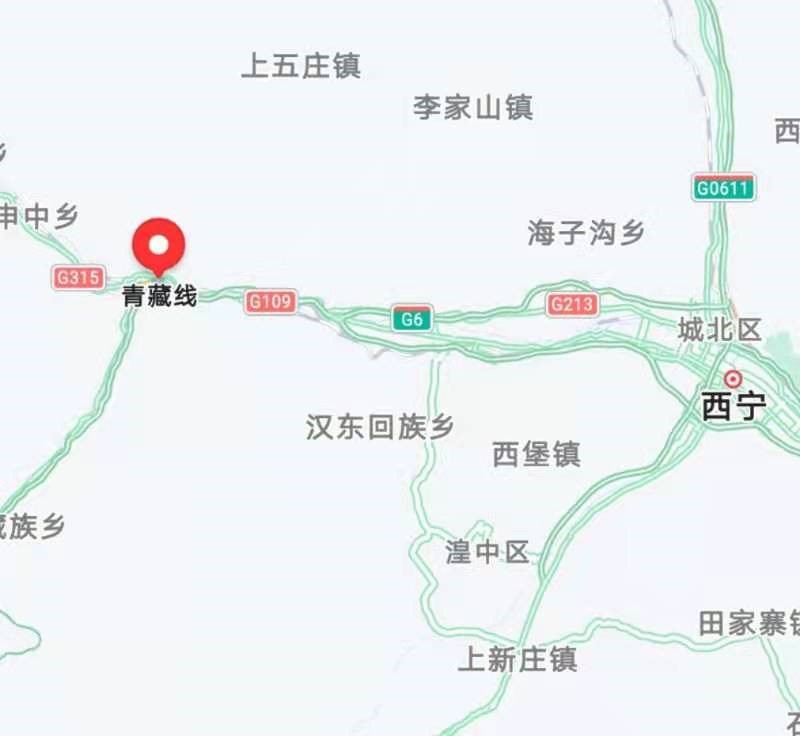 上五庄镇
李家山镇
西
G0611
申中乡
海子沟乡
G315
青藏线
G109
G6
G213
城北区
西宁
汉东回族乡
西堡镇
族乡
湟中区
田家寨镇
上新庄镇